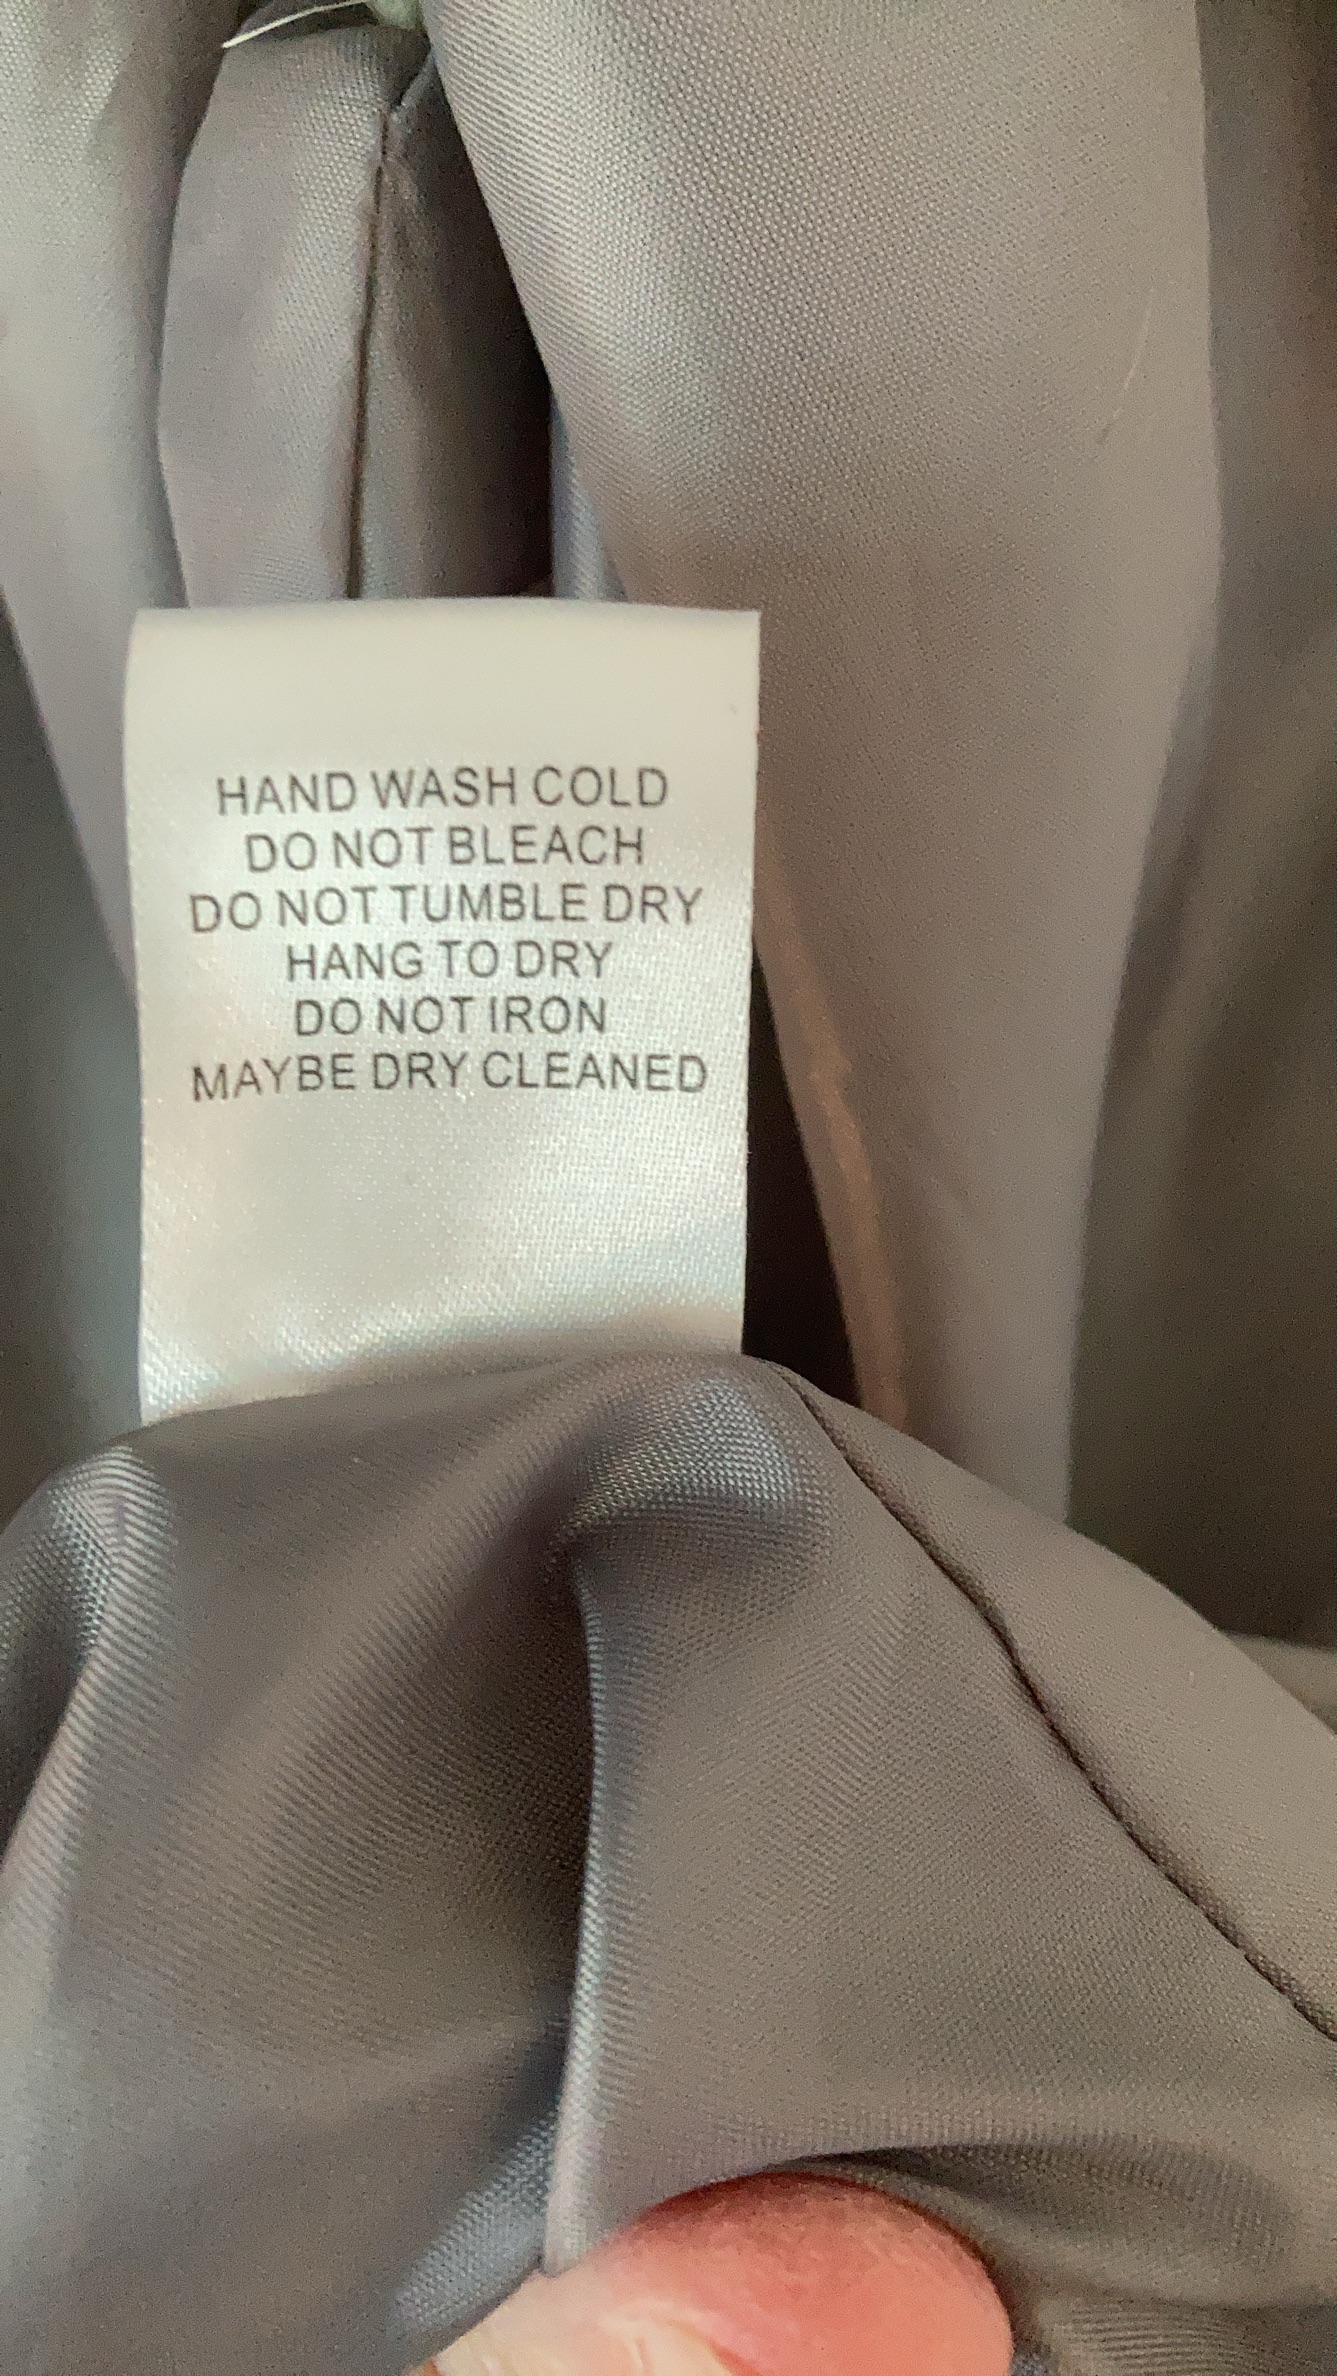 HAND WASH COLD
DO NOT BLEACH
DO NOT TUMBLE DRY
HANG TO DRY
DO NOT IRON
MAYBE DRY CLEANED